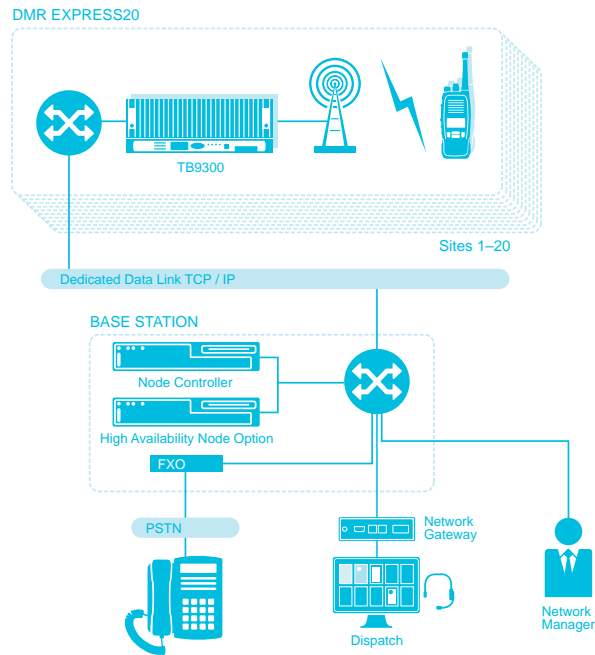 DMR EXPRESS20
TB9300
Sites 1–20
Dedicated Data Link TCP / IP
BASE STATION
Node Controller
High Availability Node Option
FXO
PSTN
Network
Gateway
Dispatch
Network
Manager